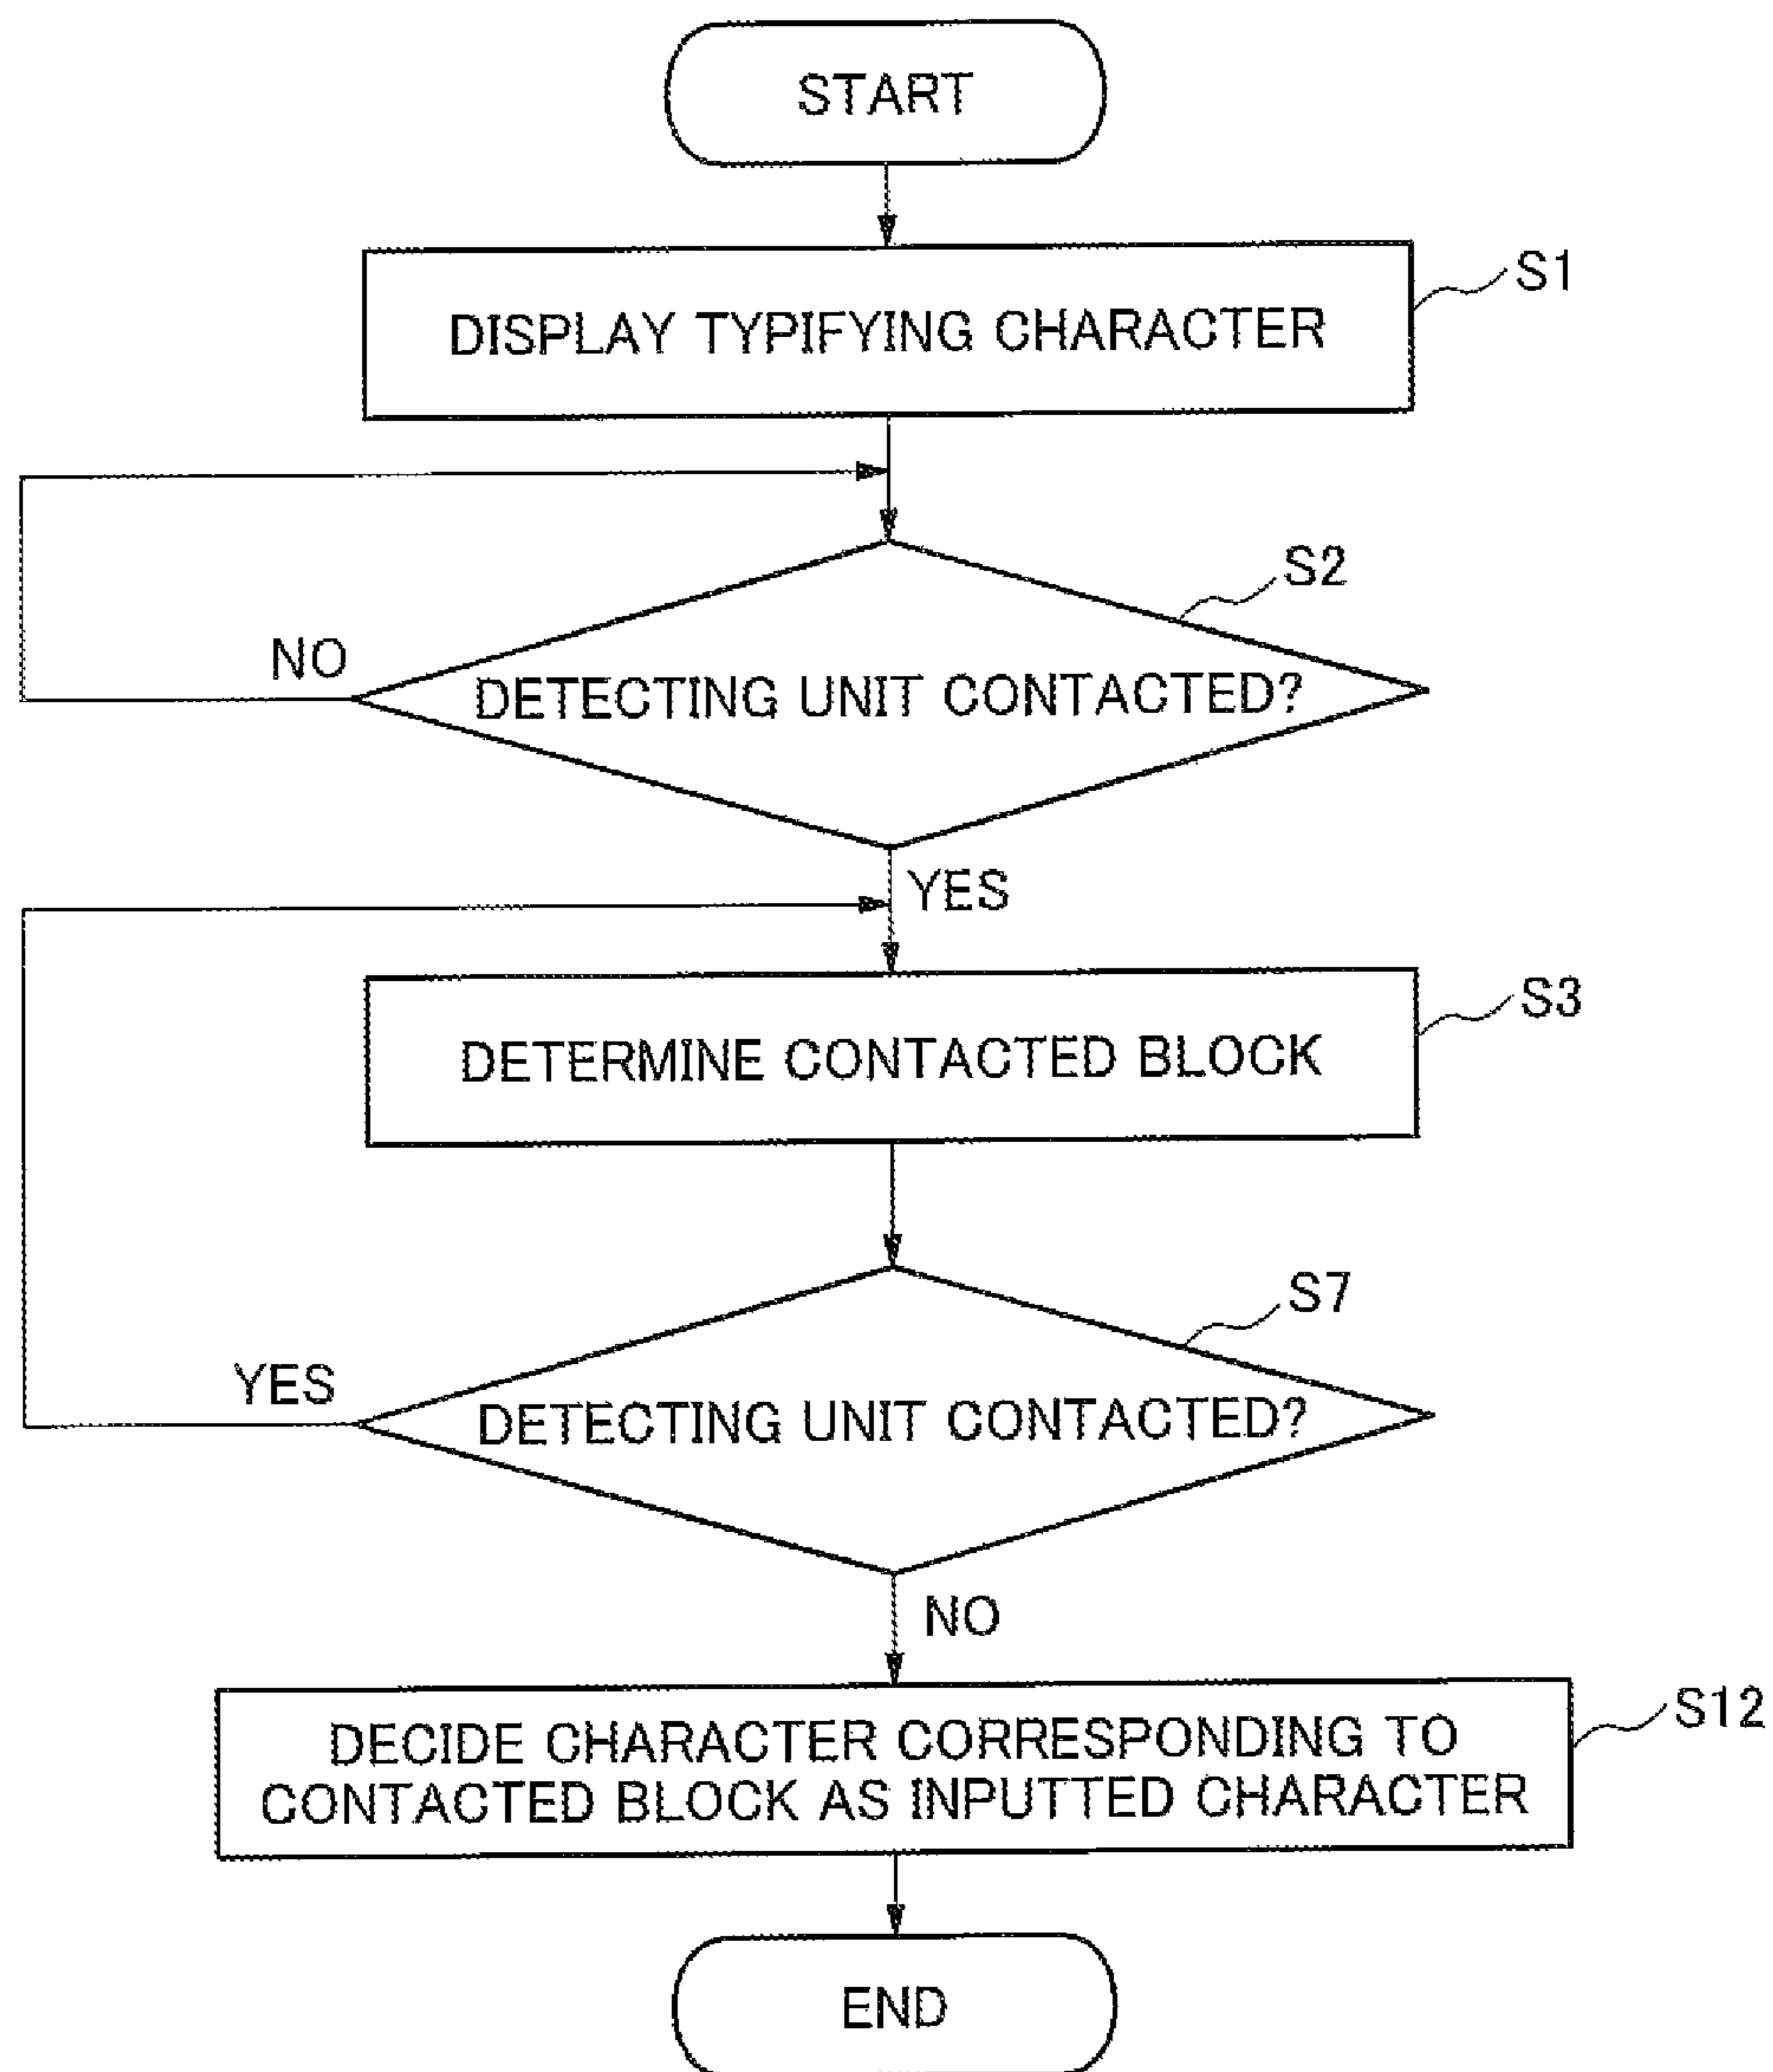 START
DISPLAY TYPIFYING CHARACTER
S1
S2
NO
DETECTING UNIT CONTACTED?
YES
S3
DETERMINE CONTACTED BLOCK
S7
YES
DETECTING UNIT CONTACTED?
NO
S12
DECIDE CHARACTER CORRESPONDING TO
CONTACTED BLOCK AS INPUTTED CHARACTER
END